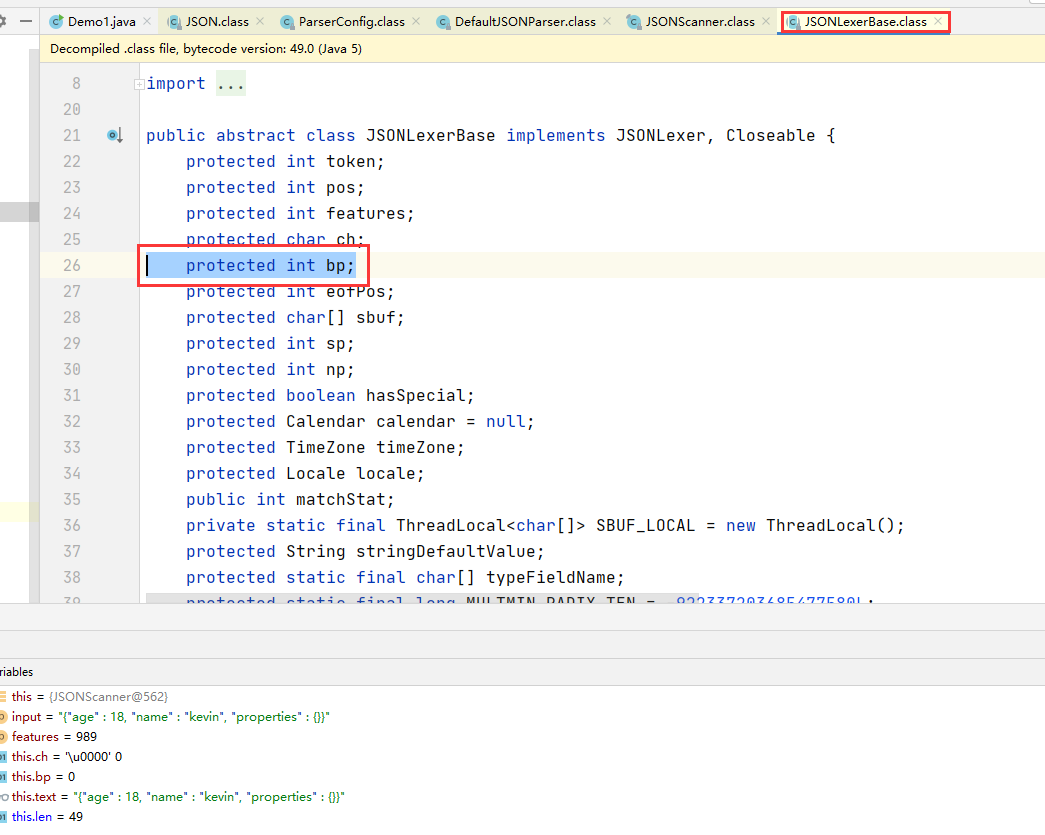 Demo1.java JSON.class ParserConfig.class DefaultJSONParser.class JSONScanner.class JSONLexerBase.class
Decompiled .class file, bytecode version: 49.0 (Java 5)
8 import ...
20
21 public abstract class JSONLexerBase implements JSONLexer, Closeable {
22 protected int token;
23 protected int pos;
24 protected int features;
25 protected char ch;
26 protected int bp;
27 protected int eofPos;
28 protected char[] sbuf;
29 protected int sp;
30 protected int np;
31 protected boolean hasSpecial;
32 protected Calendar calendar = null;
33 protected TimeZone timeZone;
34 protected Locale locale;
35 public int matchStat;
36 private static final ThreadLocal<char[]> SBUF_LOCAL = new ThreadLocal();
37 protected String stringDefaultValue;
38 protected static final char[] typeFieldName;
39 protected static final long MULTMIN_RADIX_TEN = -922337203685477580L;
riables
this = {JSONScanner@562}
input = "{"age" : 18, "name" : "kevin", "properties" : {}}"
features = 989
this.ch = '\u0000' 0
this.bp = 0
this.text = "{"age" : 18, "name" : "kevin", "properties" : {}}"
this.len = 49